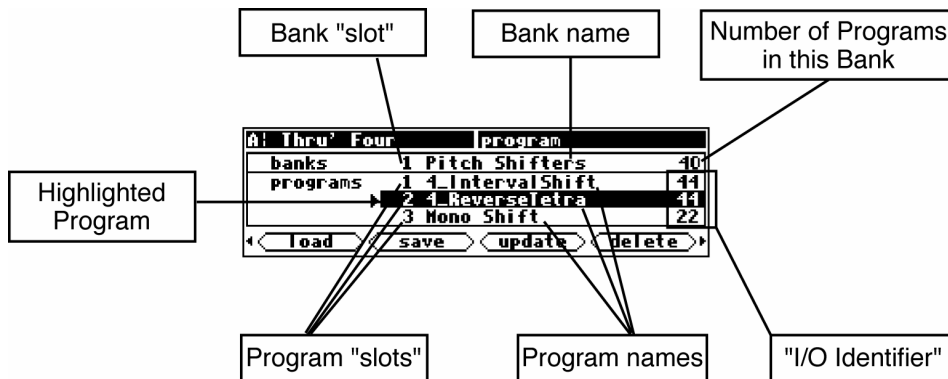 Bank "slot"
Bank name
Number of Programs
in this Bank
A: Thru' Four program
banks 1 Pitch Shifters 40
programs 1 4_IntervalShift 44
2 4_ReverseTetra 44
3 Mono Shift 22
load save update delete
Highlighted
Program
Program "slots"
Program names
"I/O Identifier"